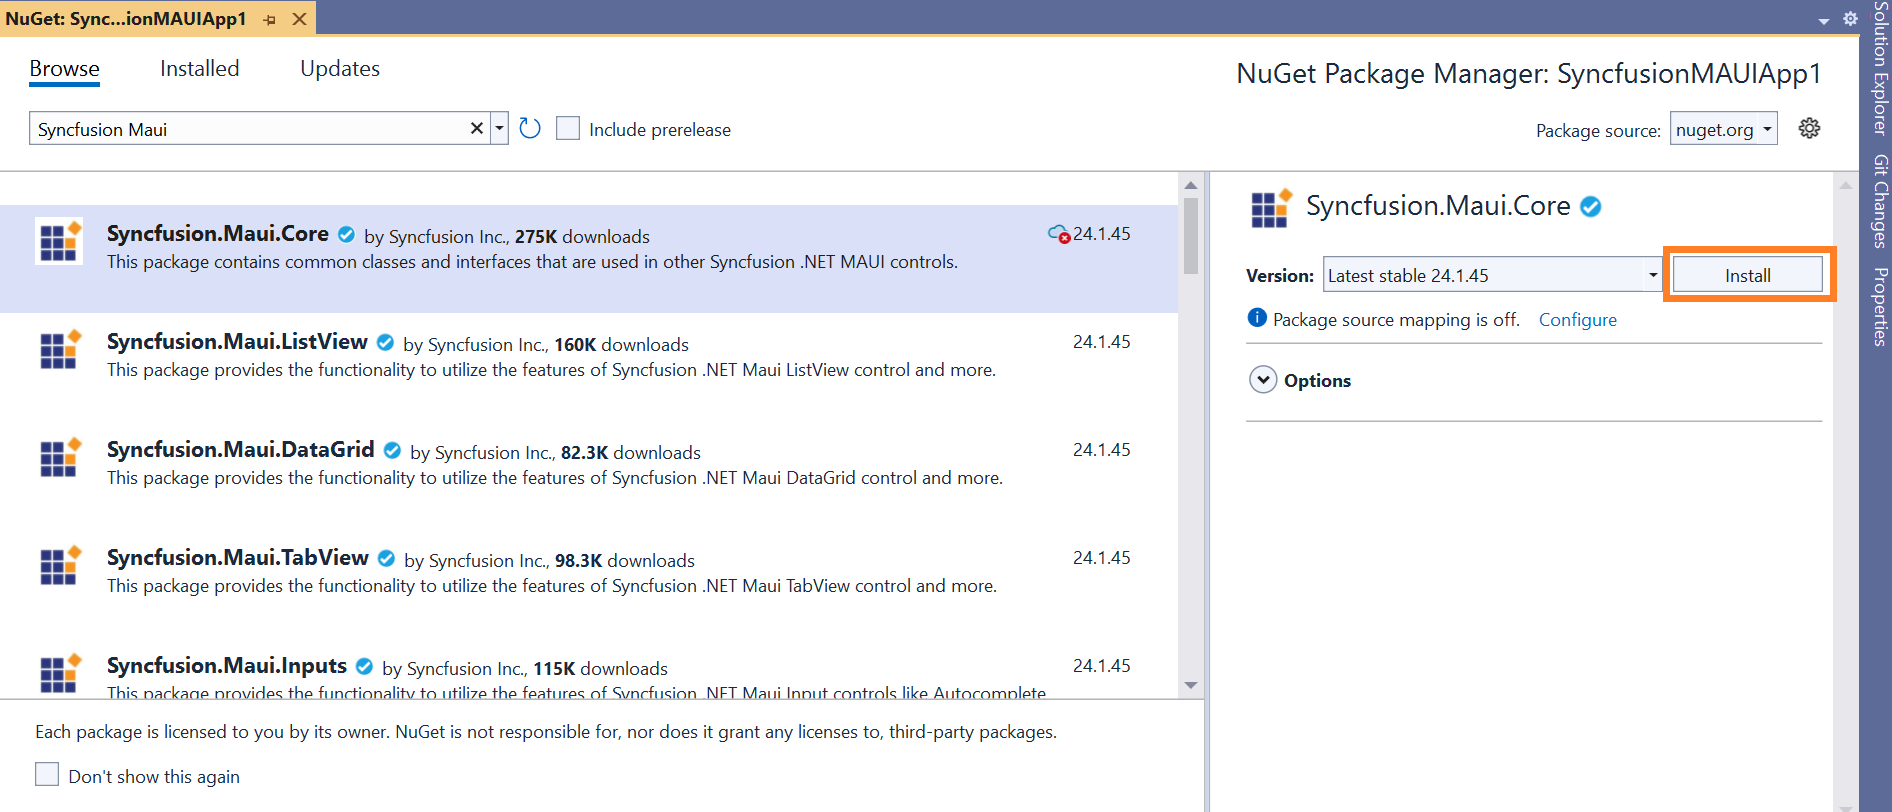 NuGet: Sync...ionMAUIApp1
Browse Installed Updates
NuGet Package Manager: SyncfusionMAUIApp1
Syncfusion Maui
Include prerelease
Package source: nuget.org
Syncfusion.Maui.Core by Syncfusion Inc., 275K downloads 24.1.45
This package contains common classes and interfaces that are used in other Syncfusion .NET MAUI controls.
Syncfusion.Maui.ListView by Syncfusion Inc., 160K downloads 24.1.45
This package provides the functionality to utilize the features of Syncfusion .NET Maui ListView control and more.
Syncfusion.Maui.DataGrid by Syncfusion Inc., 82.3K downloads 24.1.45
This package provides the functionality to utilize the features of Syncfusion .NET Maui DataGrid control and more.
Syncfusion.Maui.TabView by Syncfusion Inc., 98.3K downloads 24.1.45
This package provides the functionality to utilize the features of Syncfusion .NET Maui TabView control and more.
Syncfusion.Maui.Inputs by Syncfusion Inc., 115K downloads 24.1.45
This package provides the functionality to utilize the features of Syncfusion .NET Maui Input controls like Autocomplete
Each package is licensed to you by its owner. NuGet is not responsible for, nor does it grant any licenses to, third-party packages.
Don't show this again
Syncfusion.Maui.Core
Version: Latest stable 24.1.45 Install
Package source mapping is off. Configure
Options
Solution Explorer
Git Changes
Properties